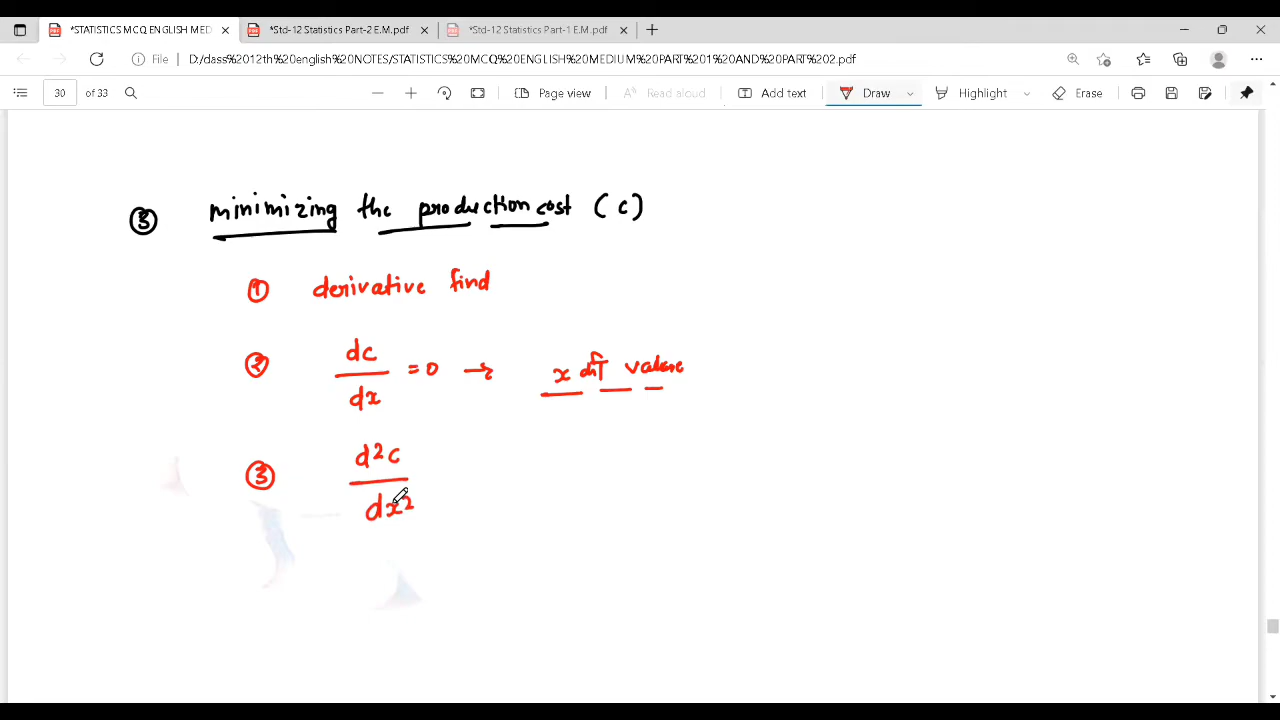 *STATISTICS MCQ ENGLISH MED
*Std-12 Statistics Part-2 E.M.pdf
*Std-12 Statistics Part-1 E.M.pdf
File
D:/dass%2012th%20english%20NOTES/STATISTICS%20MCQ%20ENGLISH%20MEDIUM%20PART%201%20AND%20PART%202.pdf
30 of 33
Page view
Read aloud
Add text
Draw
Highlight
Erase
③ minimizing the production cost (c)
① derivative find
② dc/dx = 0 → x value
③ d²c/dx²